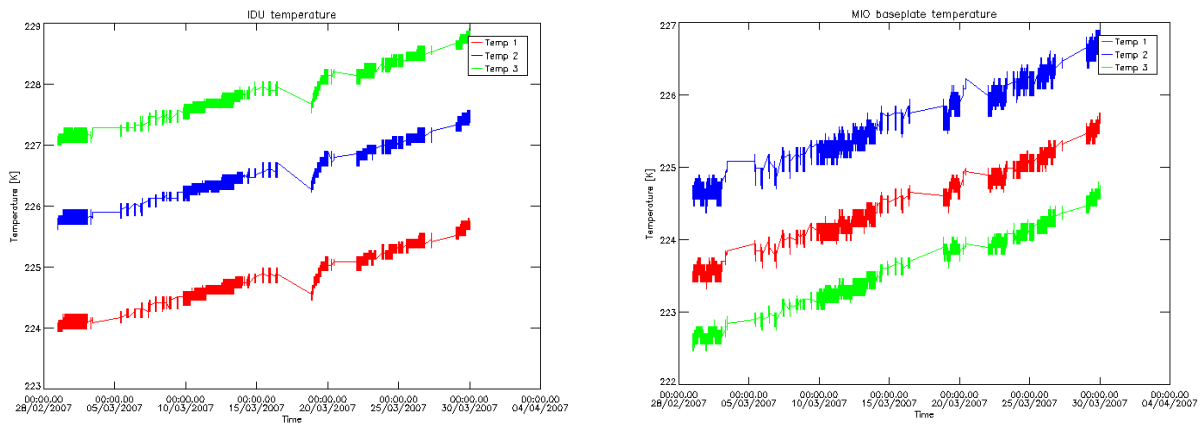 IDU temperature
229
228
227
226
225
224
223
Temperature [K]
Temp 1
Temp 2
Temp 3
00:00.00 00:00.00 00:00.00 00:00.00 00:00.00 00:00.00 00:00.00 00:00.00
28/02/2007 05/03/2007 10/03/2007 15/03/2007 20/03/2007 25/03/2007 30/03/2007 04/04/2007
Time
MIO baseplate temperature
227
226
225
224
223
222
Temperature [K]
Temp 1
Temp 2
Temp 3
00:00.00 00:00.00 00:00.00 00:00.00 00:00.00 00:00.00 00:00.00 00:00.00
28/02/2007 05/03/2007 10/03/2007 15/03/2007 20/03/2007 25/03/2007 30/03/2007 04/04/2007
Time